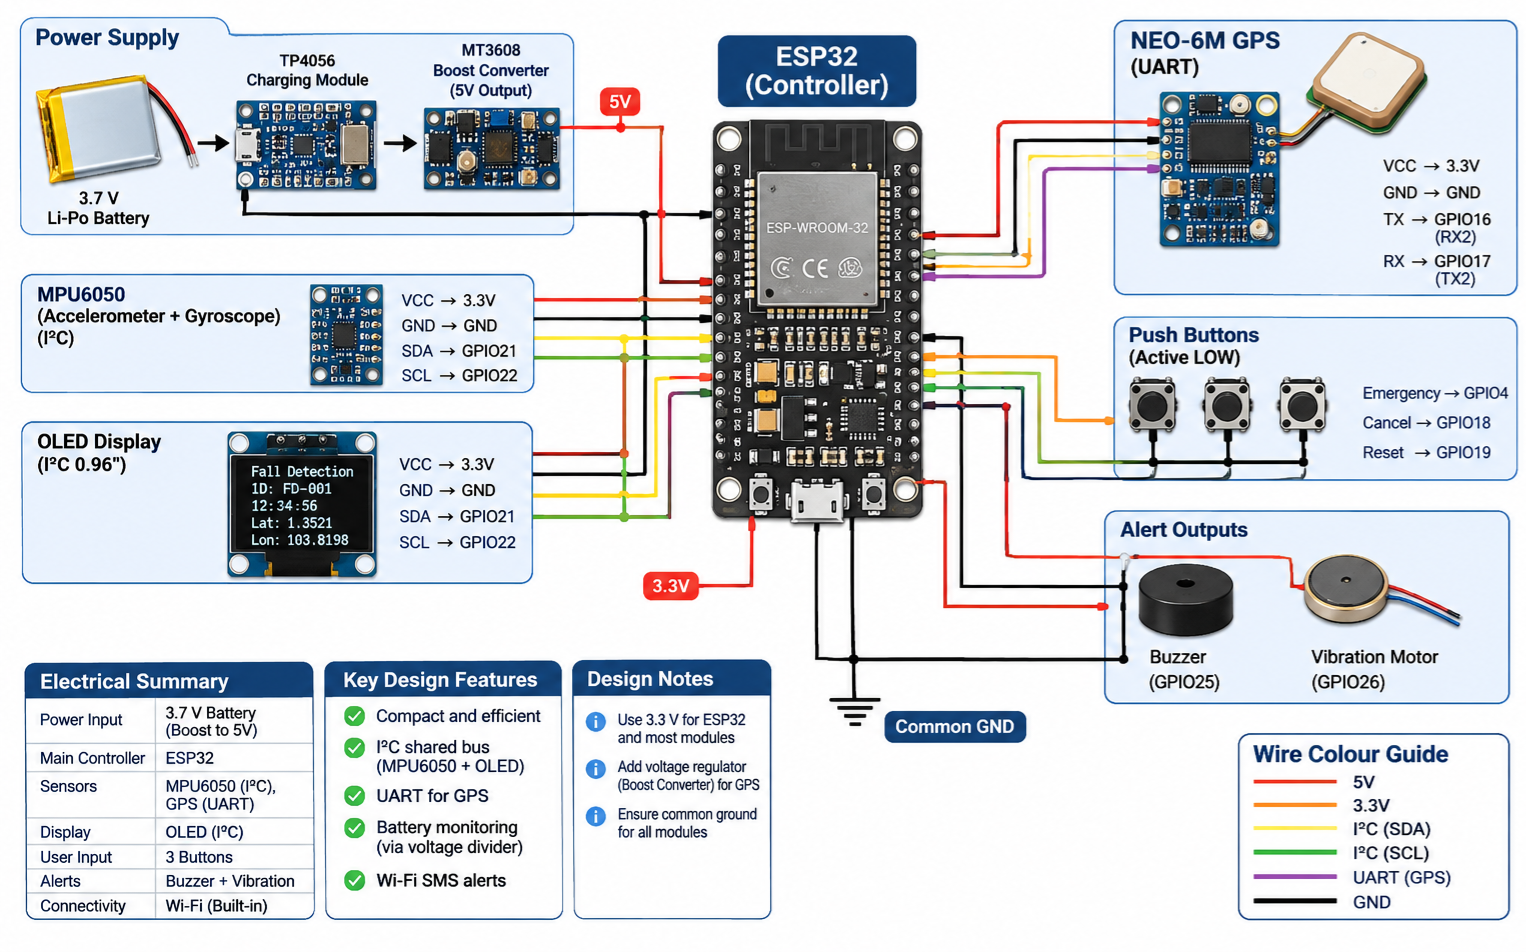 Power Supply
TP4056
Charging Module
MT3608
Boost Converter
(5V Output)
3.7 V
Li-Po Battery
5V
ESP32
(Controller)
ESP-WROOM-32
CE
NEO-6M GPS
(UART)
VCC → 3.3V
GND → GND
TX → GPIO16
(RX2)
RX → GPIO17
(TX2)
MPU6050
(Accelerometer + Gyroscope)
(I²C)
VCC → 3.3V
GND → GND
SDA → GPIO21
SCL → GPIO22
Push Buttons
(Active LOW)
Emergency → GPIO4
Cancel → GPIO18
Reset → GPIO19
OLED Display
(I²C 0.96")
Fall Detection
1D: FD-001
12:34:56
Lat: 1.3521
Lon: 103.8198
VCC → 3.3V
GND → GND
SDA → GPIO21
SCL → GPIO22
3.3V
Alert Outputs
Buzzer
(GPIO25)
Vibration Motor
(GPIO26)
Common GND
Electrical Summary
Power Input 3.7 V Battery
(Boost to 5V)
Main Controller ESP32
Sensors MPU6050 (I²C),
GPS (UART)
Display OLED (I²C)
User Input 3 Buttons
Alerts Buzzer + Vibration
Connectivity Wi-Fi (Built-in)
Key Design Features
Compact and efficient
I²C shared bus
(MPU6050 + OLED)
UART for GPS
Battery monitoring
(via voltage divider)
Wi-Fi SMS alerts
Design Notes
Use 3.3 V for ESP32
and most modules
Add voltage regulator
(Boost Converter) for GPS
Ensure common ground
for all modules
Wire Colour Guide
5V
3.3V
I²C (SDA)
I²C (SCL)
UART (GPS)
GND